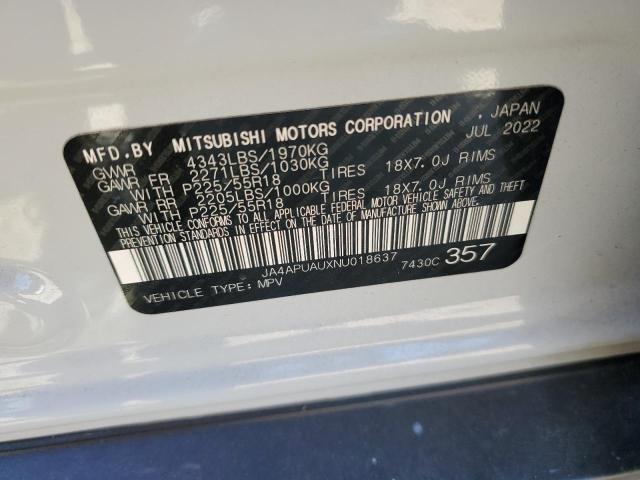 MFD.BY MITSUBISHI MOTORS CORPORATION , JAPAN
GVWR 4343LBS/1970KG JUL 2022
GAWR FR 2271LBS/1030KG
WITH P225/55R18 TIRES 18X7.0J RIMS
GAWR RR 2205LBS/1000KG
WITH P225/55R18 TIRES 18X7.0J RIMS
THIS VEHICLE CONFORMS TO ALL APPLICABLE FEDERAL MOTOR VEHICLE SAFETY, BUMPER, AND THEFT
PREVENTION STANDARDS IN EFFECT ON THE DATE OF MANUFACTURE SHOWN ABOVE.
JA4APUAUXNU018637 7430C 357
VEHICLE TYPE: MPV